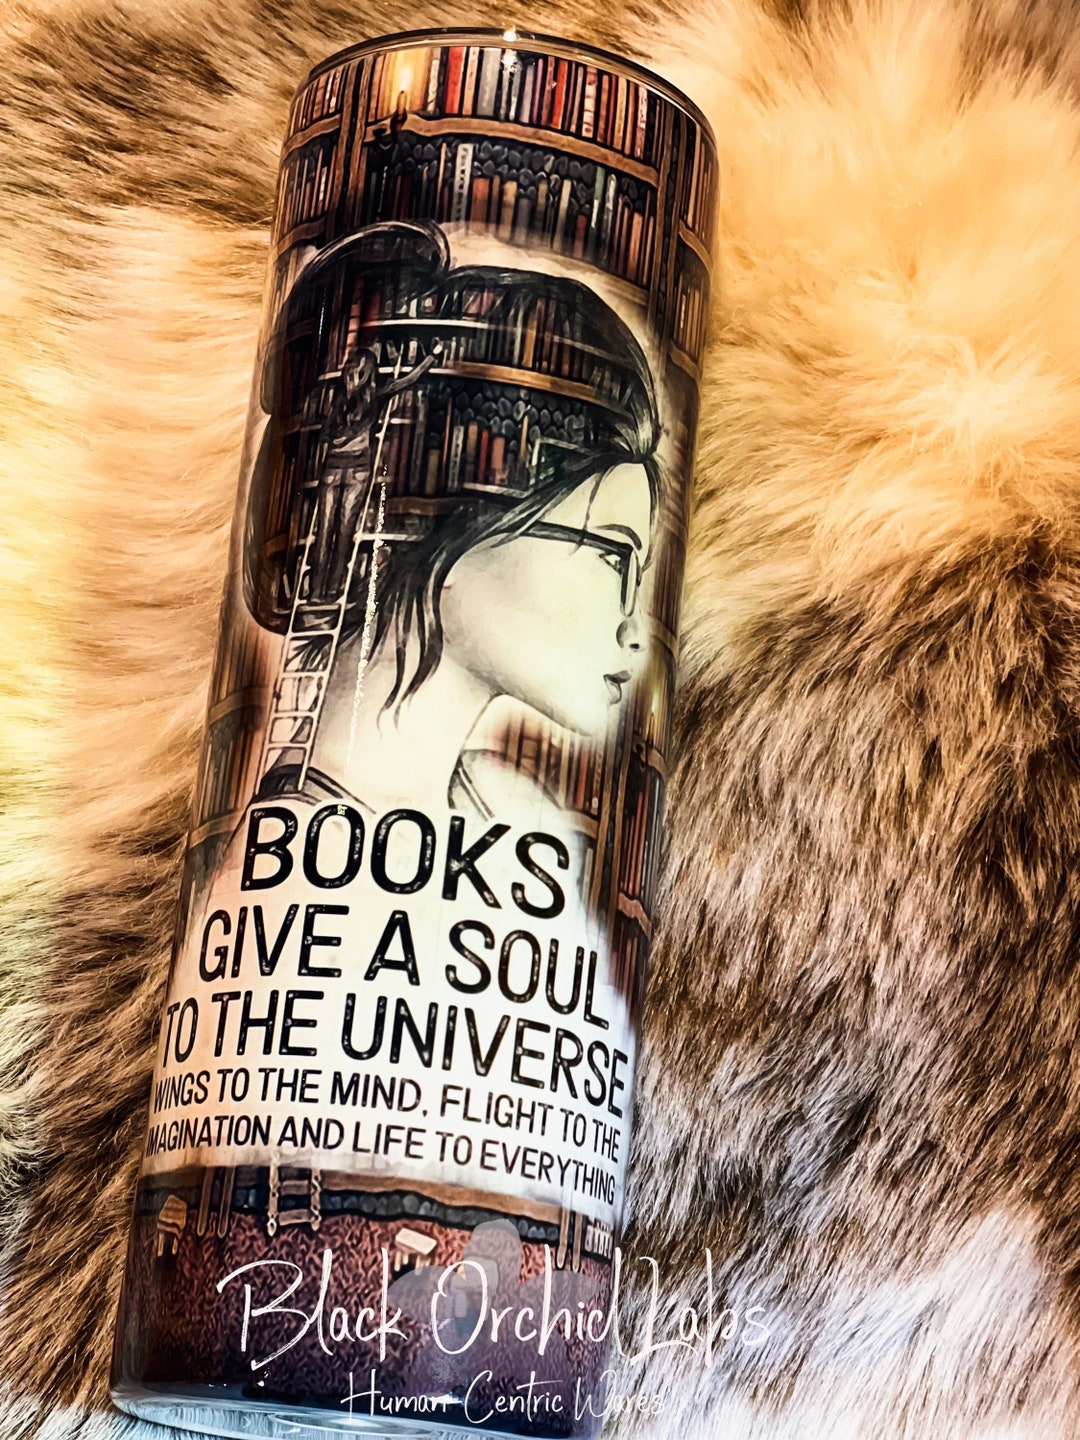 BOOKS
GIVE A SOUL
TO THE UNIVERSE
WINGS TO THE MIND, FLIGHT TO THE
IMAGINATION AND LIFE TO EVERYTHING
Black Orchid Labs
Human Centric Wares